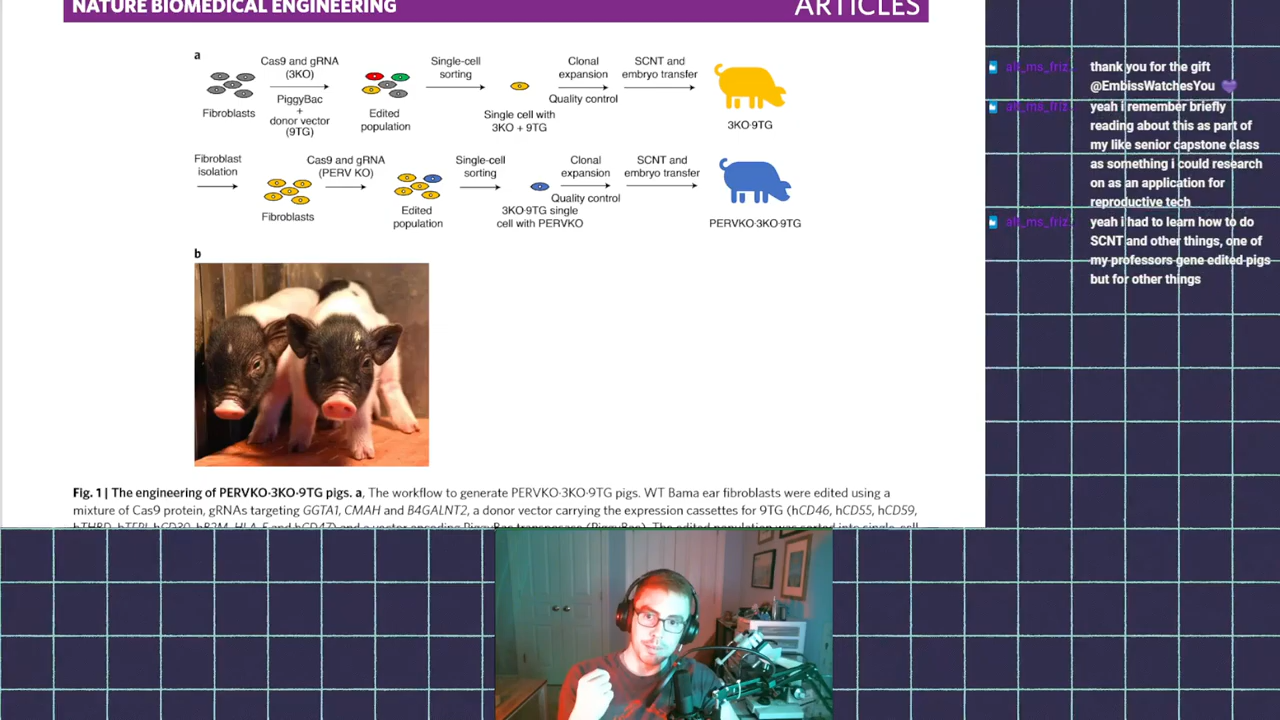 NATURE BIOMEDICAL ENGINEERING
ARTICLES
a
Cas9 and gRNA
(3KO)
PiggyBac
+
donor vector
(9TG)
Fibroblasts
Edited
population
Single-cell
sorting
Single cell with
3KO + 9TG
Clonal
expansion
Quality control
SCNT and
embryo transfer
3KO·9TG
Fibroblast
isolation
Fibroblasts
Cas9 and gRNA
(PERV KO)
Edited
population
Single-cell
sorting
3KO·9TG single
cell with PERVKO
Clonal
expansion
Quality control
SCNT and
embryo transfer
PERVKO·3KO·9TG
b
Fig. 1 | The engineering of PERVKO·3KO·9TG pigs. a, The workflow to generate PERVKO·3KO·9TG pigs. WT Bama ear fibroblasts were edited using a
mixture of Cas9 protein, gRNAs targeting GGTA1, CMAH and B4GALNT2, a donor vector carrying the expression cassettes for 9TG (hCD46, hCD55, hCD59,
thank you for the gift
@EmbissWatchesYou
yeah i remember briefly
reading about this as part of
my like senior capstone class
as something i could research
on as an application for
reproductive tech
yeah i had to learn how to do
SCNT and other things, one of
my professors gene edited pigs
but for other things